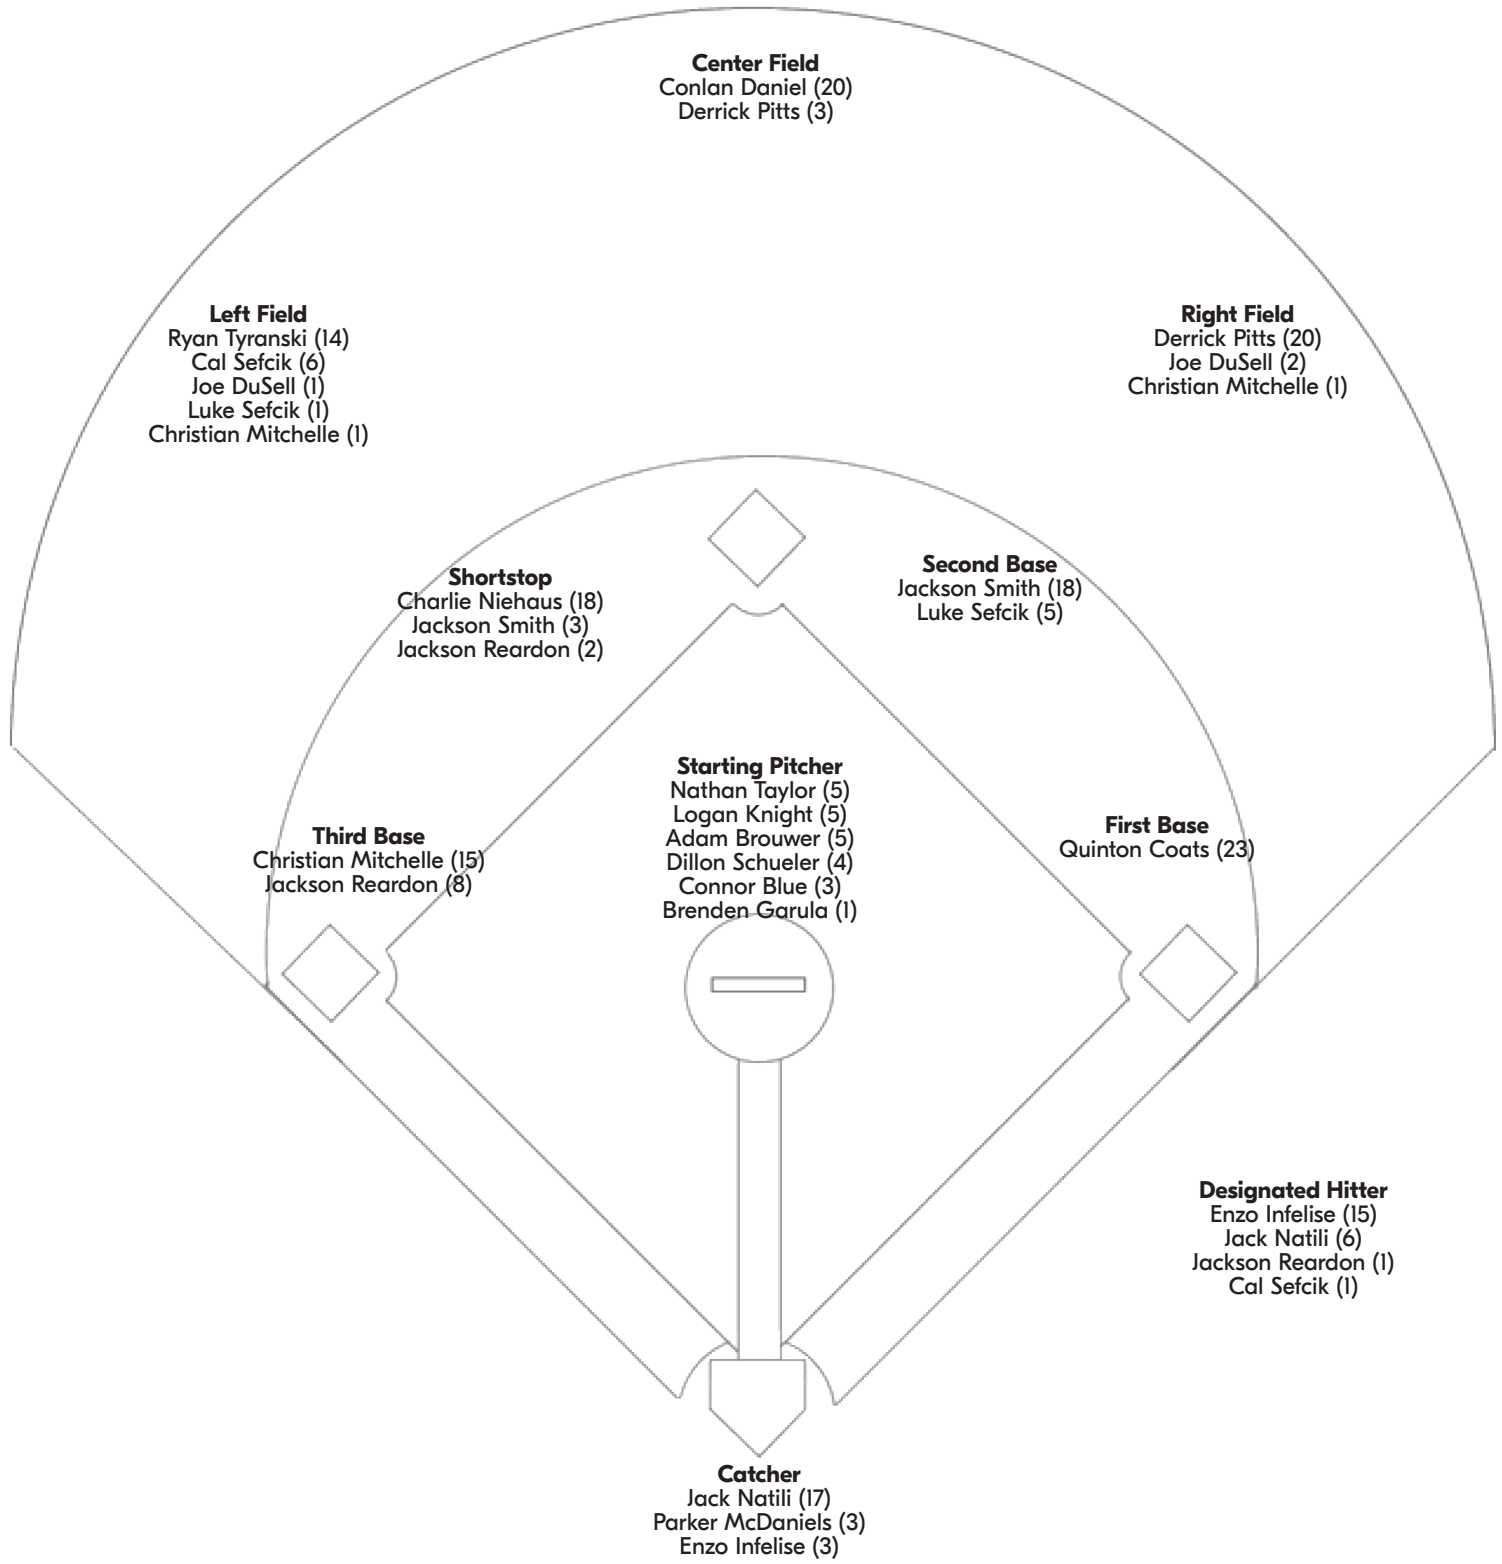 Center Field
Conlan Daniel (20)
Derrick Pitts (3)
Left Field
Ryan Tyranski (14)
Cal Sefcik (6)
Joe DuSell (1)
Luke Sefcik (1)
Christian Mitchelle (1)
Right Field
Derrick Pitts (20)
Joe DuSell (2)
Christian Mitchelle (1)
Shortstop
Charlie Niehaus (18)
Jackson Smith (3)
Jackson Reardon (2)
Second Base
Jackson Smith (18)
Luke Sefcik (5)
Starting Pitcher
Nathan Taylor (5)
Logan Knight (5)
Adam Brouwer (5)
Dillon Schueler (4)
Connor Blue (3)
Brenden Garula (1)
Third Base
Christian Mitchelle (15)
Jackson Reardon (8)
First Base
Quinton Coats (23)
Designated Hitter
Enzo Infelise (15)
Jack Natili (6)
Jackson Reardon (1)
Cal Sefcik (1)
Catcher
Jack Natili (17)
Parker McDaniels (3)
Enzo Infelise (3)